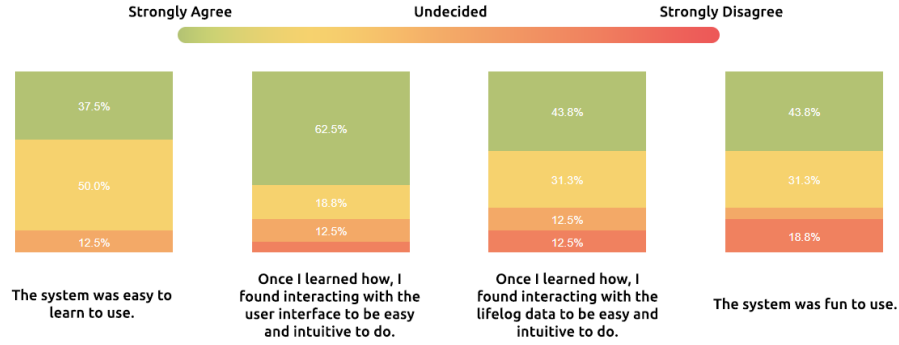 Strongly Agree
Undecided
Strongly Disagree
37.5%
50.0%
12.5%
62.5%
18.8%
12.5%
43.8%
31.3%
12.5%
12.5%
43.8%
31.3%
18.8%
The system was easy to
learn to use.
Once I learned how, I
found interacting with the
user interface to be easy
and intuitive to do.
Once I learned how, I
found interacting with the
lifelog data to be easy and
intuitive to do.
The system was fun to use.